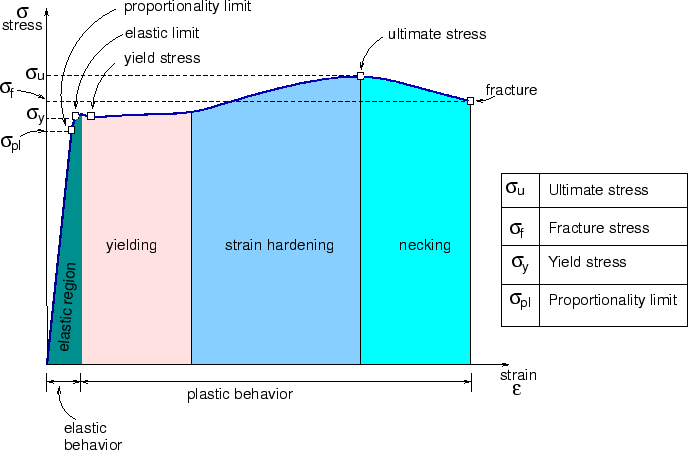 σ
stress
proportionality limit
elastic limit
yield stress
ultimate stress
σu
σf
fracture
σy
σpl
yielding
strain hardening
necking
elastic region
strain
ε
plastic behavior
elastic
behavior
σu Ultimate stress
σf Fracture stress
σy Yield stress
σpl Proportionality limit